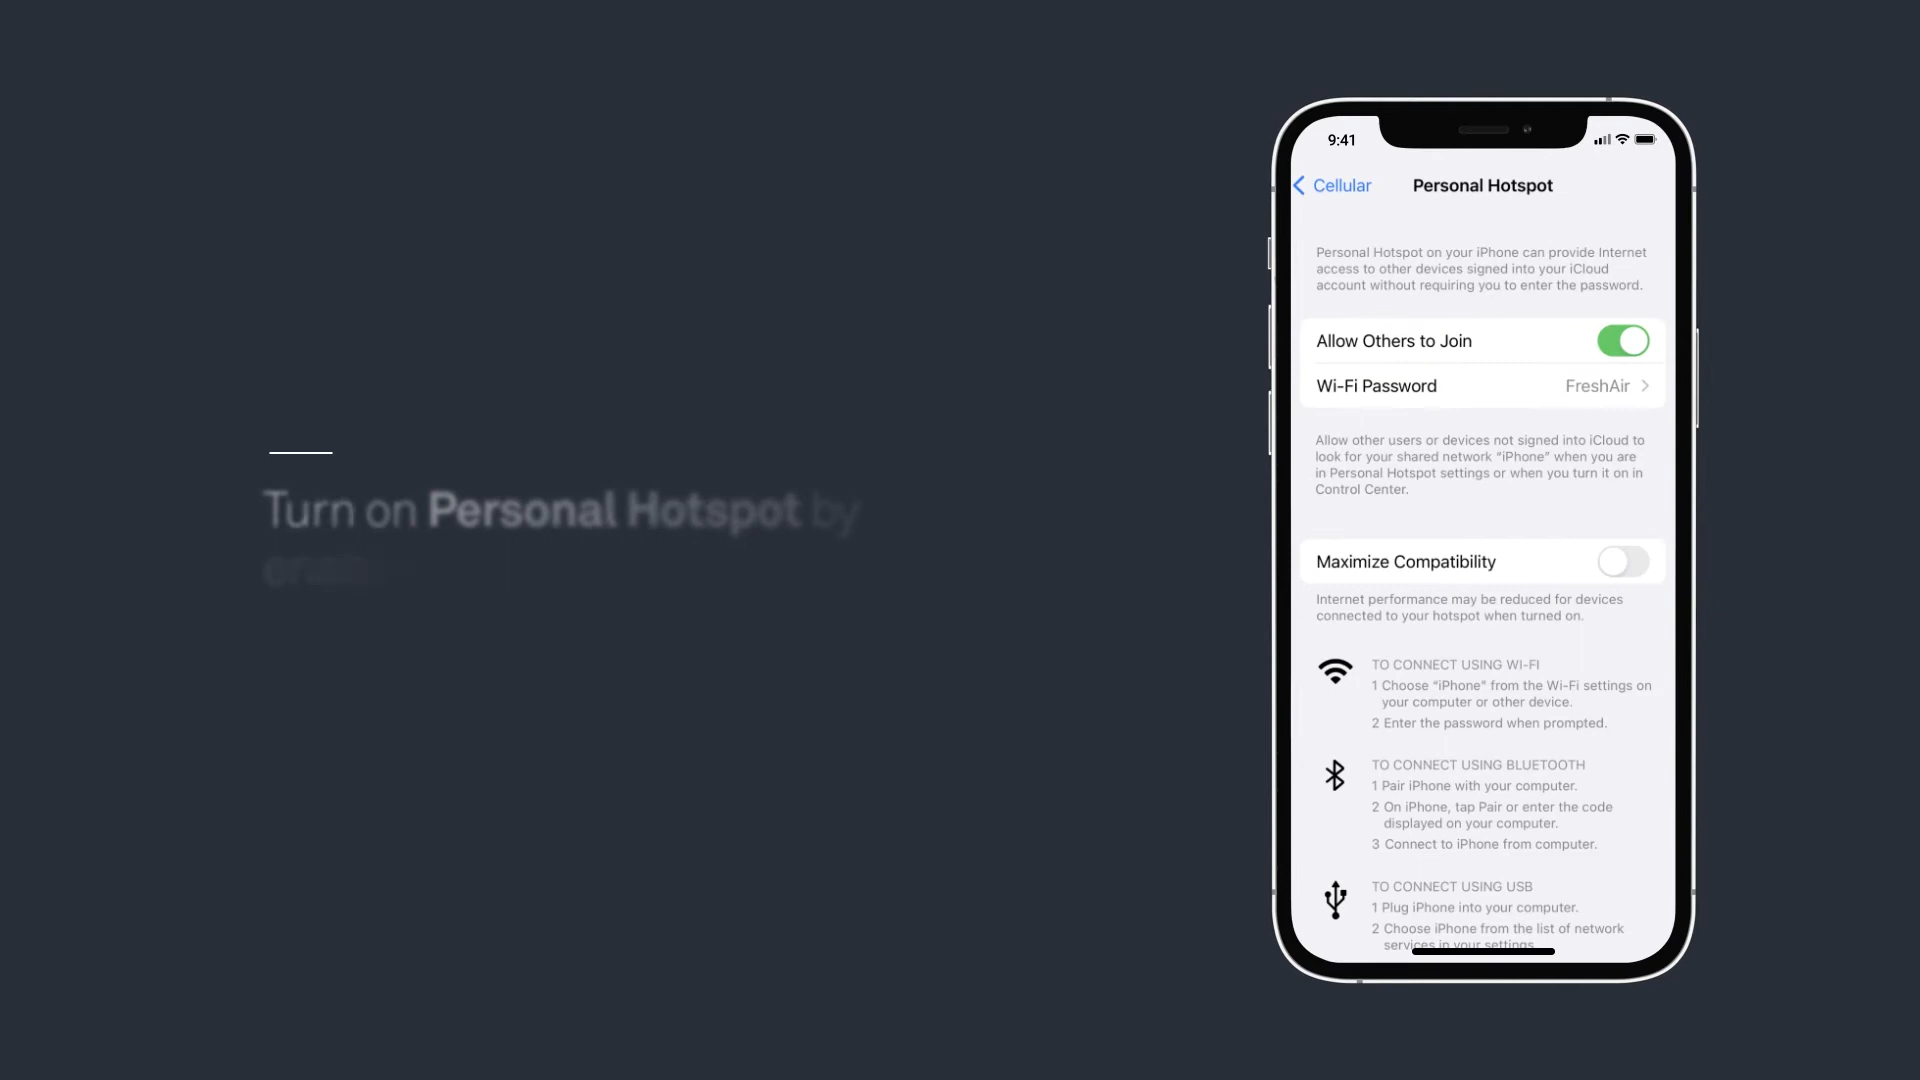 Turn on Personal Hotspot by
9:41
Cellular
Personal Hotspot
Personal Hotspot on your iPhone can provide Internet
access to other devices signed into your iCloud
account without requiring you to enter the password.
Allow Others to Join
Wi-Fi Password FreshAir
Allow other users or devices not signed into iCloud to
look for your shared network “iPhone” when you are
in Personal Hotspot settings or when you turn it on in
Control Center.
Maximize Compatibility
Internet performance may be reduced for devices
connected to your hotspot when turned on.
TO CONNECT USING WI-FI
1 Choose “iPhone” from the Wi-Fi settings on
your computer or other device.
2 Enter the password when prompted.
TO CONNECT USING BLUETOOTH
1 Pair iPhone with your computer.
2 On iPhone, tap Pair or enter the code
displayed on your computer.
3 Connect to iPhone from computer.
TO CONNECT USING USB
1 Plug iPhone into your computer.
2 Choose iPhone from the list of network
services in your settings.